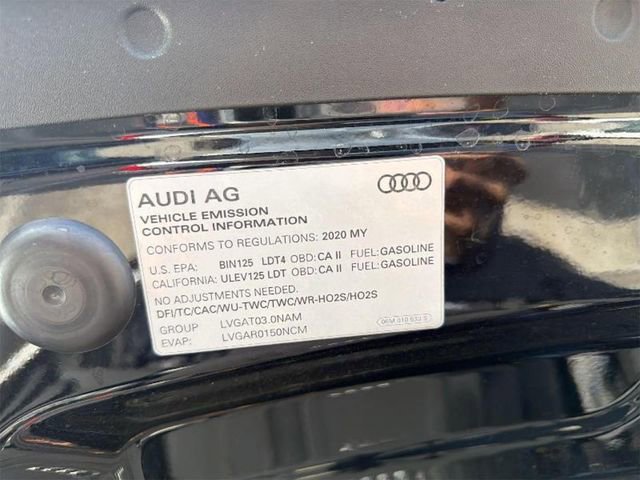 AUDI AG
VEHICLE EMISSION
CONTROL INFORMATION
CONFORMS TO REGULATIONS: 2020 MY
U.S. EPA: BIN125 LDT4 OBD: CA II FUEL: GASOLINE
CALIFORNIA: ULEV125 LDT OBD: CA II FUEL: GASOLINE
NO ADJUSTMENTS NEEDED.
DFI/TC/CAC/WU-TWC/TWC/WR-HO2S/HO2S
GROUP LVGAT03.0NAM
EVAP: LVGAR0150NCM